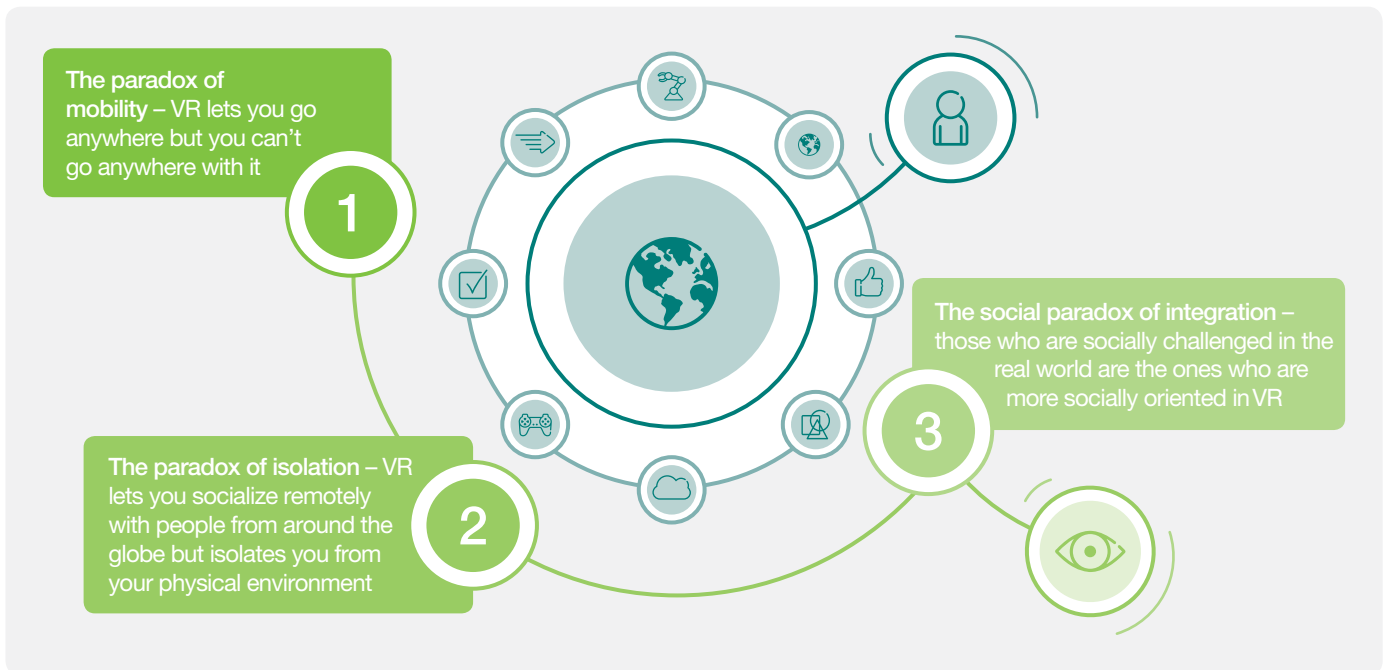 The paradox of
mobility – VR lets you go
anywhere but you can't
go anywhere with it
1
The paradox of isolation – VR
lets you socialize remotely
with people from around the
globe but isolates you from
your physical environment
2
The social paradox of integration –
those who are socially challenged in the
real world are the ones who are
more socially oriented in VR
3